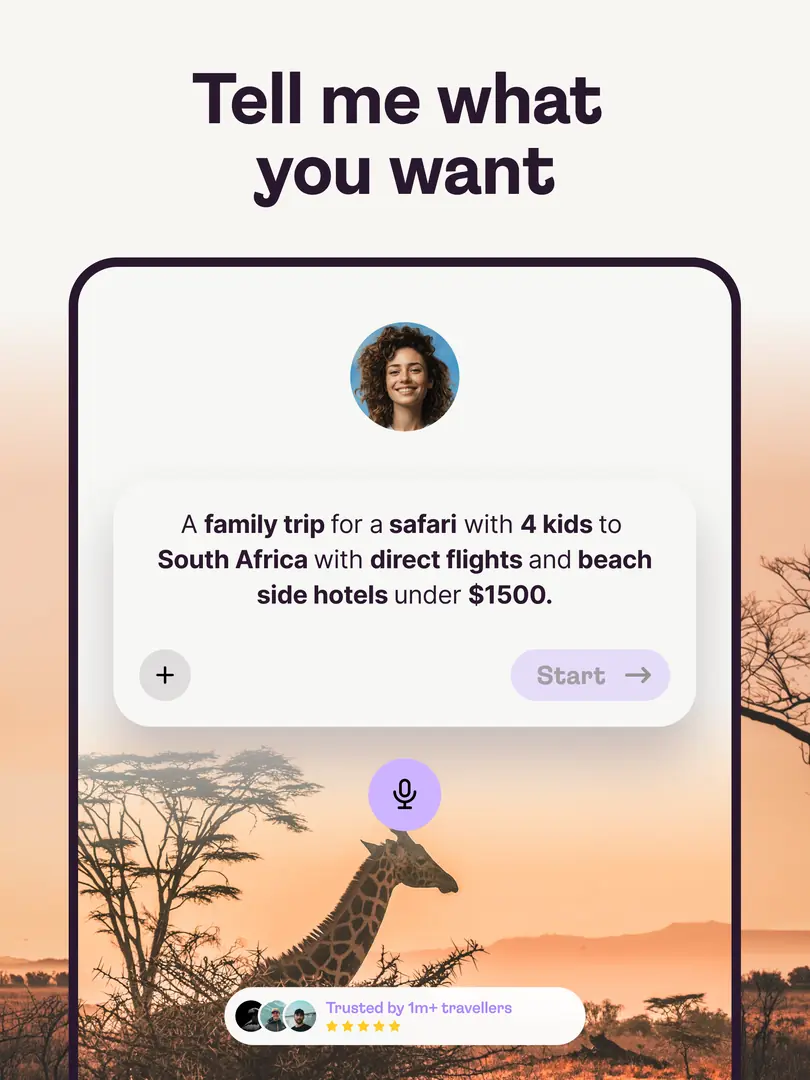 Tell me what
you want
A family trip for a safari with 4 kids to
South Africa with direct flights and beach
side hotels under $1500.
Start
Trusted by 1m+ travellers